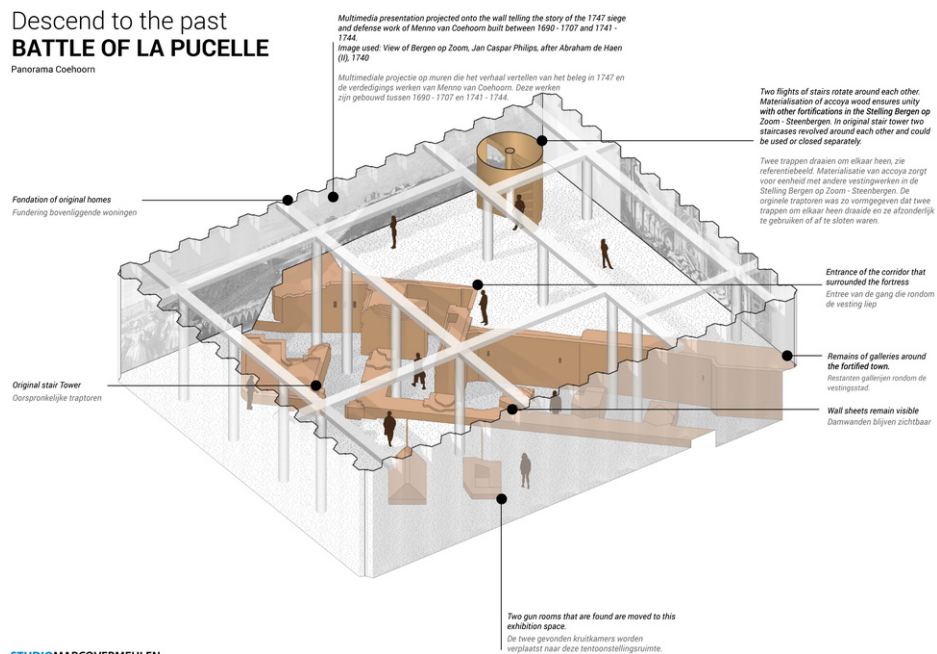 Descend to the past
BATTLE OF LA PUCELLE
Panorama Coehoorn
Multimedia presentation projected onto the wall telling the story of the 1747 siege
and defense work of Menno van Coehoorn built between 1690 - 1707 and 1741 -
1744.
Image used: View of Bergen op Zoom, Jan Caspar Philips, after Abraham de Haen
(II), 1740
Multimediale projectie op muren die het verhaal vertellen van het beleg in 1747 en
de verdedigings werken van Menno van Coehoorn. Deze werken
zijn gebouwd tussen 1690 - 1707 en 1741 - 1744.
Two flights of stairs rotate around each other.
Materialisation of accoya wood ensures unity
with other fortifications in the Stelling Bergen op
Zoom - Steenbergen. In original stair tower two
staircases revolved around each other and could
be used or closed separately.
Twee trappen draaien om elkaar heen, zie
referentiebeeld. Materialisatie van accoya zorgt
voor eenheid met andere vestingwerken in de
Stelling Bergen op Zoom - Steenbergen. De
orginele traptoren was zo vormgegeven dat twee
trappen om elkaar heen draaide en ze afzonderlijk
te gebruiken of af te sloten waren.
Fondation of original homes
Fundering bovenliggende woningen
Entrance of the corridor that
surrounded the fortress
Entree van de gang die rondom
de vesting liep
Remains of galleries around
the fortified town.
Restanten gallerijen rondom de
vestingsstad.
Original stair Tower
Oorspronkelijke traptoren
Wall sheets remain visible
Damwanden blijven zichtbaar
Two gun rooms that are found are moved to this
exhibition space.
De twee gevonden kruitkamers worden
verplaatst naar deze tentoonstellingsruimte.
STUDIOMARCOVERMEULEN